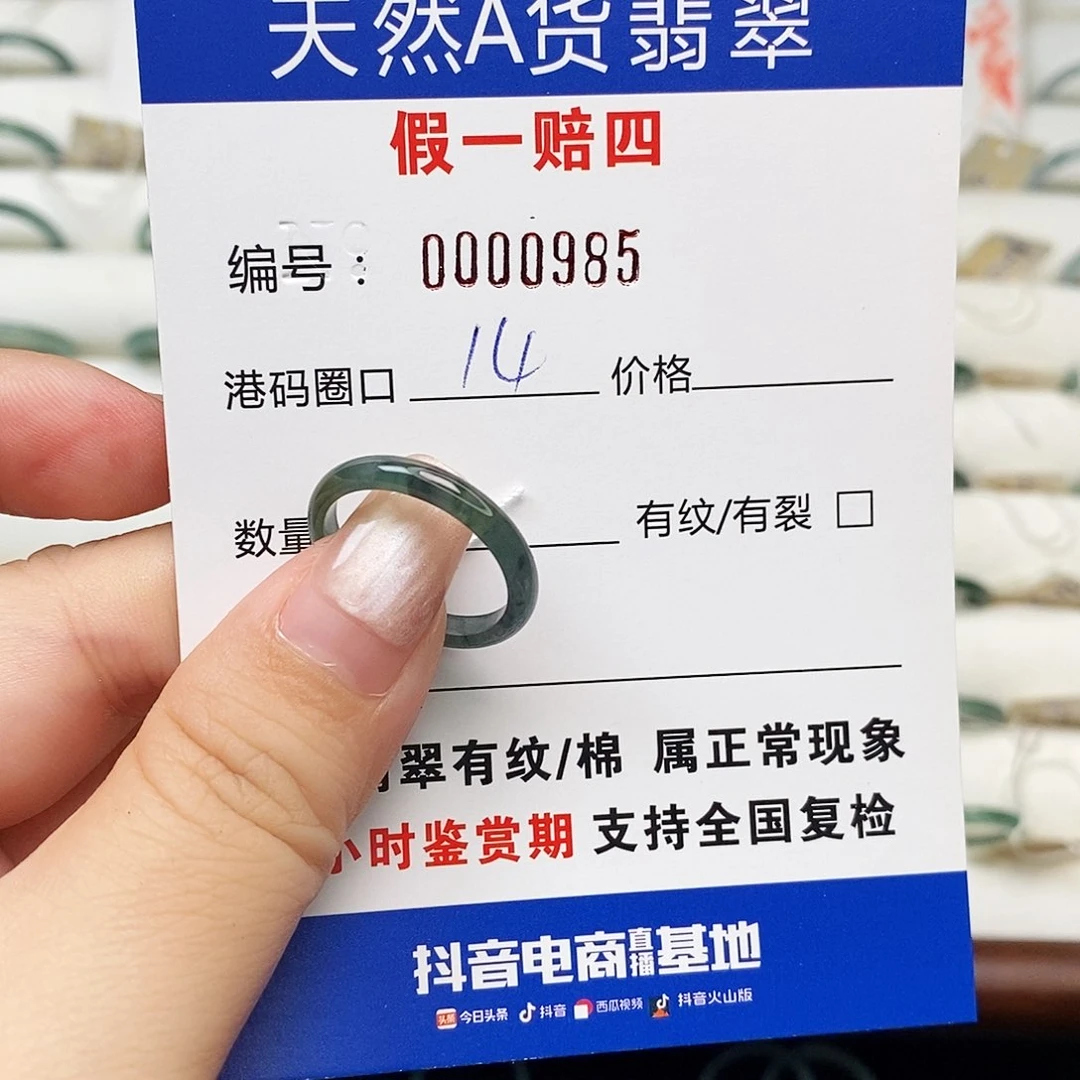 天然A货翡翠
假一赔四
编号： 0000985
港码圈口 14 价格
数量 有纹/有裂 □
翠有纹/棉 属正常现象
小时鉴赏期 支持全国复检
抖音电商直播基地
头条 今日头条 抖音 西瓜视频 抖音火山版